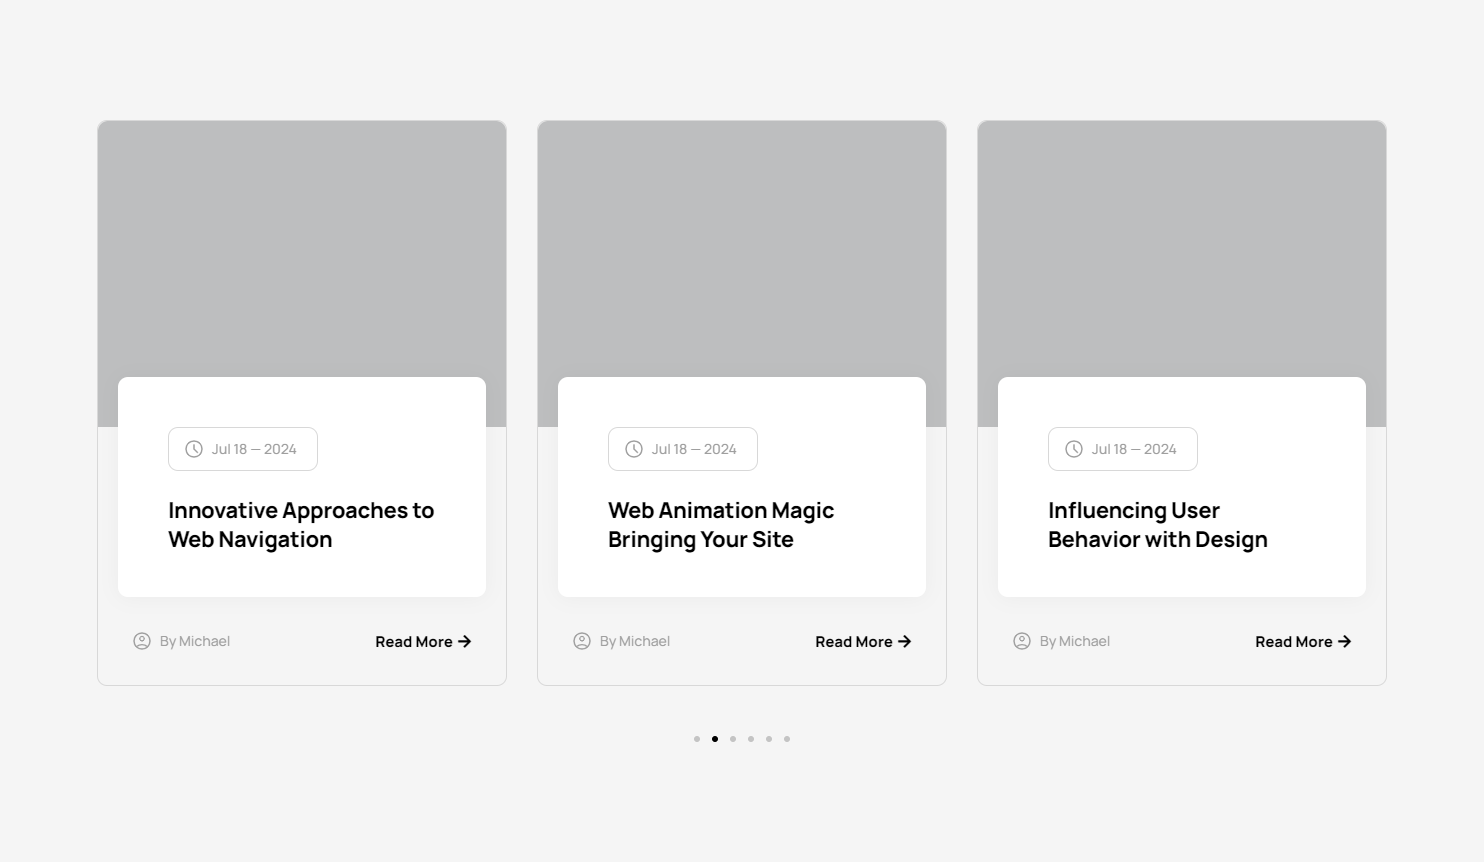 Jul 18 — 2024
Innovative Approaches to
Web Navigation
By Michael
Read More
Jul 18 — 2024
Web Animation Magic
Bringing Your Site
By Michael
Read More
Jul 18 — 2024
Influencing User
Behavior with Design
By Michael
Read More